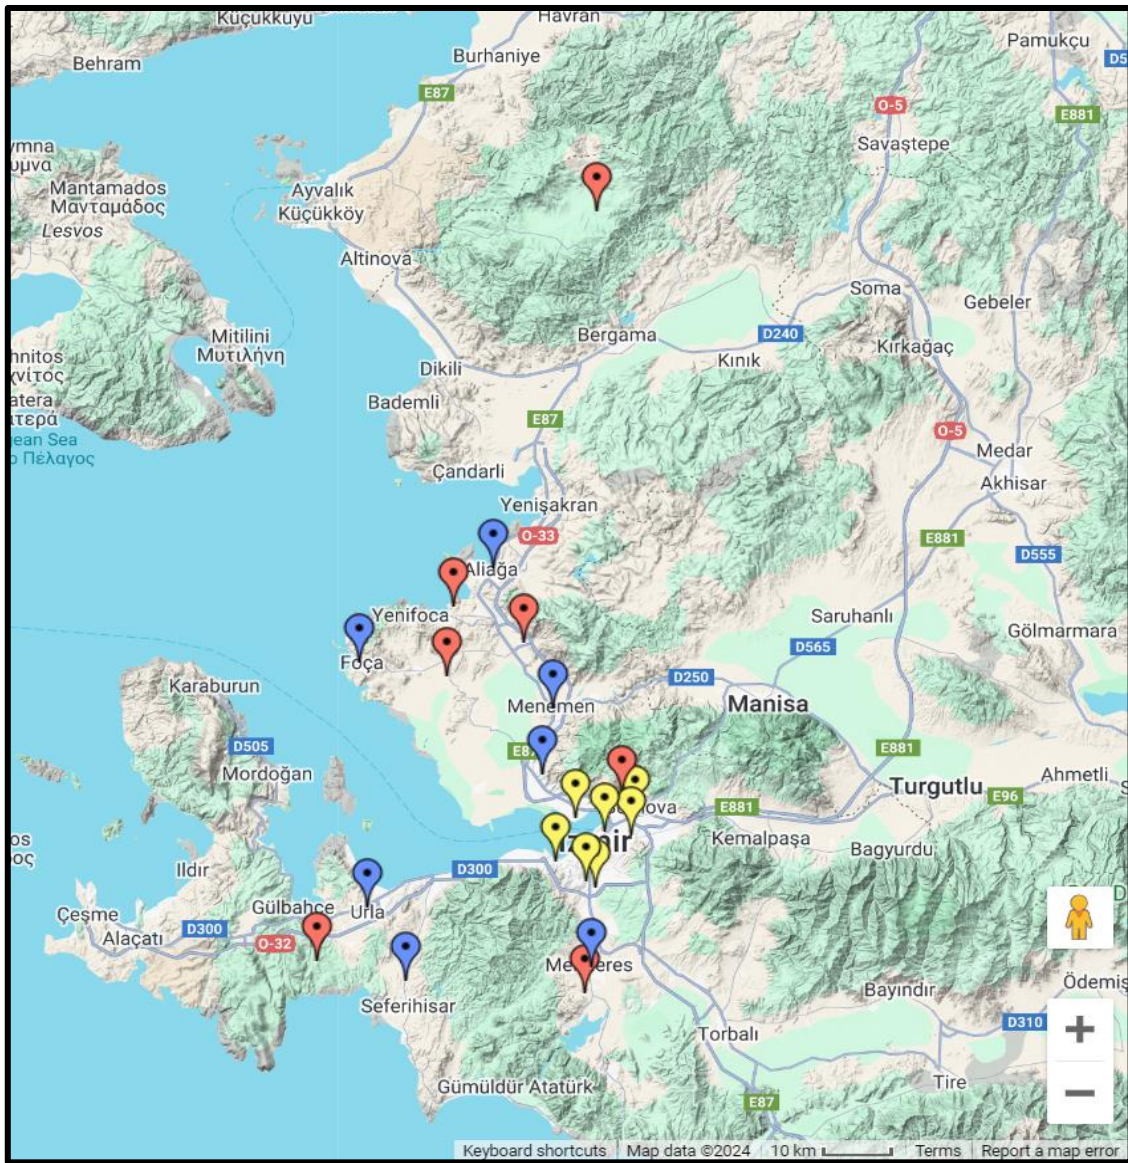 Küçükkuyu
Havran
Pamukçu
Behram
Burhaniye
E87
O-5
E881
Savaştepe
Mantamados
Μανταμάδος
Ayvalık
Küçükköy
Lesvos
Altinova
Soma
Gebeler
Mitilini
Μυτιλήνη
Bergama
D240
Kınık
Kırkağaç
Dikili
Bademli
E87
O-5
ο Πέλαγος
Medar
Çandarli
Akhisar
Yenişakran
O-33
E881
D555
Aliağa
Yenifoca
Saruhanlı
Gölmarmara
D565
Foça
Karaburun
D250
Menemen
Manisa
D505
E881
Mordoğan
Turgutlu
Ahmetli
E96
E881
Kemalpaşa
Bagyurdu
Ildır
D300
Gülbahçe
Urla
Çeşme
Alaçatı
D300
O-32
Seferihisar
Bayındır
Ödemiş
D310
Torbalı
Tire
Gümüldür Atatürk
E87
Keyboard shortcuts
Map data ©2024
10 km
Terms
Report a map error